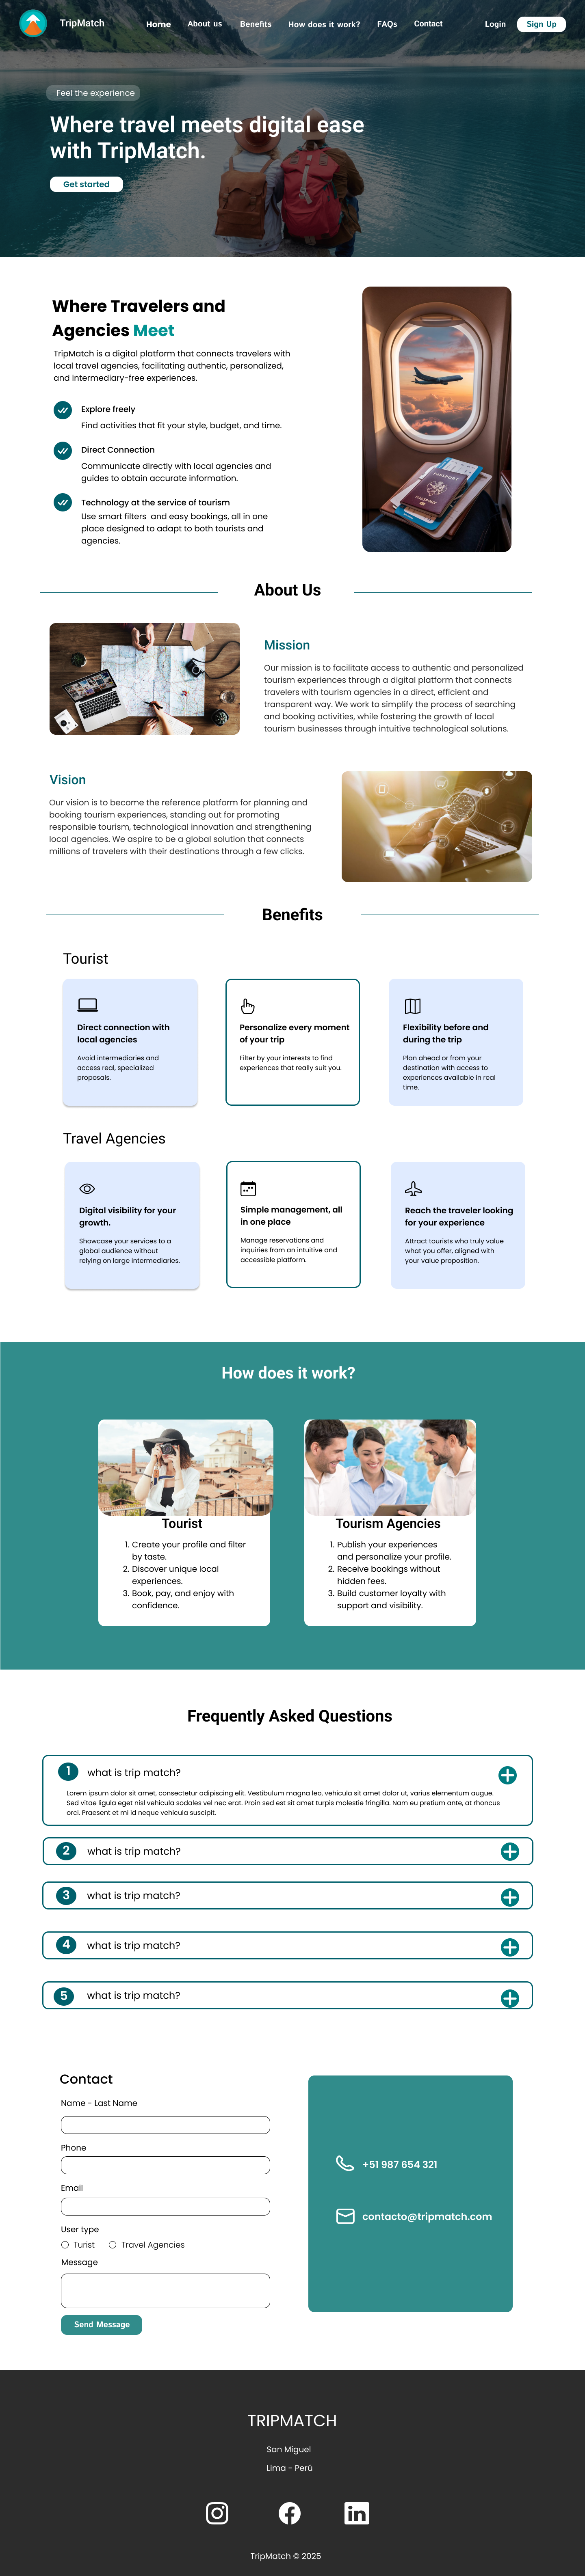 TripMatch
Home
About us
Benefits
How does it work?
FAQs
Contact
Login
Sign Up
Feel the experience
Where travel meets digital ease
with TripMatch.
Get started
Where Travelers and
Agencies Meet
TripMatch is a digital platform that connects travelers with
local travel agencies, facilitating authentic, personalized,
and intermediary-free experiences.
Explore freely
Find activities that fit your style, budget, and time.
Direct Connection
Communicate directly with local agencies and
guides to obtain accurate information.
Technology at the service of tourism
Use smart filters and easy bookings, all in one
place designed to adapt to both tourists and
agencies.
PASSPORT
About Us
Mission
Our mission is to facilitate access to authentic and personalized
tourism experiences through a digital platform that connects
travelers with tourism agencies in a direct, efficient and
transparent way. We work to simplify the process of searching
and booking activities, while fostering the growth of local
tourism businesses through intuitive technological solutions.
Vision
Our vision is to become the reference platform for planning and
booking tourism experiences, standing out for promoting
responsible tourism, technological innovation and strengthening
local agencies. We aspire to be a global solution that connects
millions of travelers with their destinations through a few clicks.
Benefits
Tourist
Direct connection with
local agencies
Avoid intermediaries and
access real, specialized
proposals.
Personalize every moment
of your trip
Filter by your interests to find
experiences that really suit you.
Flexibility before and
during the trip
Plan ahead or from your
destination with access to
experiences available in real
time.
Travel Agencies
Digital visibility for your
growth.
Showcase your services to a
global audience without
relying on large intermediaries.
Simple management, all
in one place
Manage reservations and
inquiries from an intuitive and
accessible platform.
Reach the traveler looking
for your experience
Attract tourists who truly value
what you offer, aligned with
your value proposition.
How does it work?
Tourist
1. Create your profile and filter
by taste.
2. Discover unique local
experiences.
3. Book, pay, and enjoy with
confidence.
Tourism Agencies
1. Publish your experiences
and personalize your profile.
2. Receive bookings without
hidden fees.
3. Build customer loyalty with
support and visibility.
Frequently Asked Questions
1 what is trip match?
Lorem ipsum dolor sit amet, consectetur adipiscing elit. Vestibulum magna leo, vehicula sit amet dolor ut, varius elementum augue.
Sed vitae ligula eget nisl vehicula sodales vel nec erat. Proin sed est sit amet turpis molestie fringilla. Nam eu pretium ante, at rhoncus
orci. Praesent et mi id neque vehicula suscipit.
2 what is trip match?
3 what is trip match?
4 what is trip match?
5 what is trip match?
Contact
Name - Last Name
Phone
Email
User type
Turist
Travel Agencies
Message
Send Message
+51 987 654 321
contacto@tripmatch.com
TRIPMATCH
San Miguel
Lima - Perú
in
TripMatch © 2025